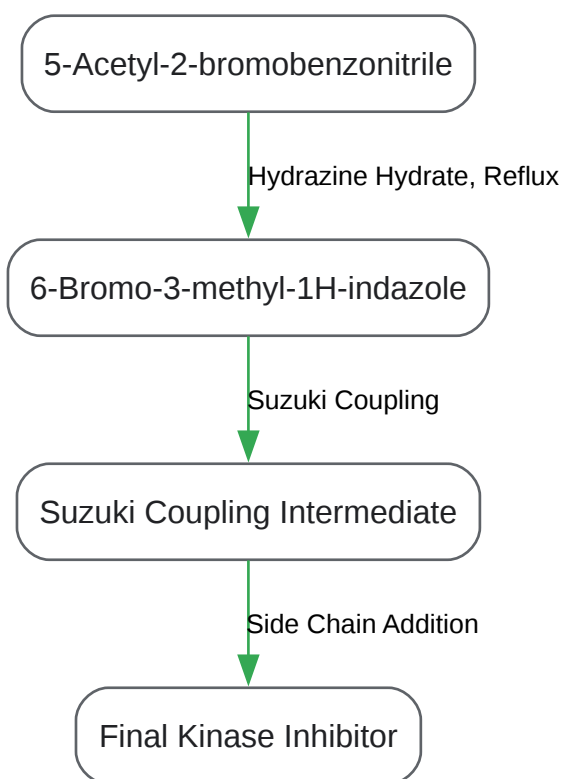 5-Acetyl-2-bromobenzonitrile
Hydrazine Hydrate, Reflux
6-Bromo-3-methyl-1H-indazole
Suzuki Coupling
Suzuki Coupling Intermediate
Side Chain Addition
Final Kinase Inhibitor